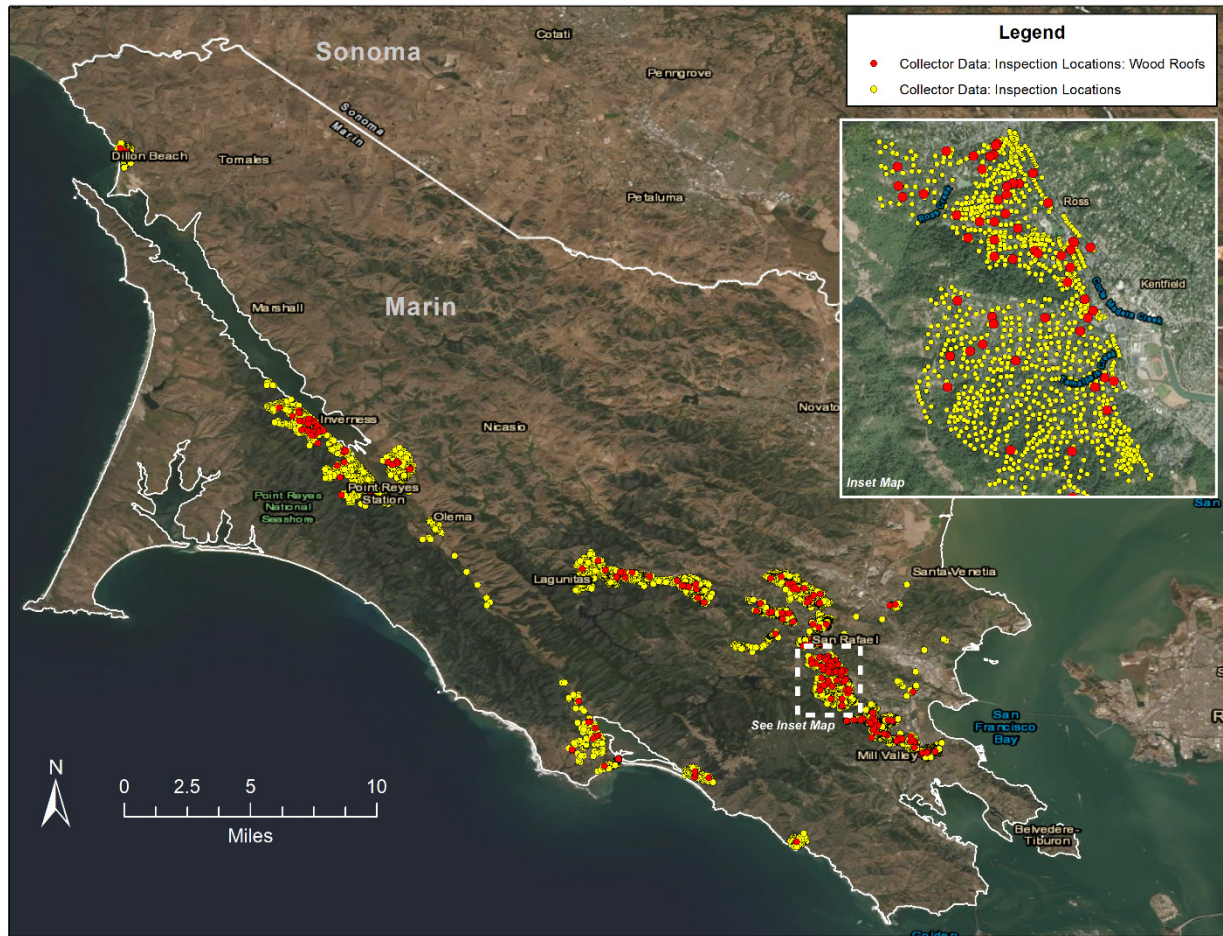 Legend
Collector Data: Inspection Locations: Wood Roofs
Collector Data: Inspection Locations
Sonoma
Cotati
Penngrove
Sonoma
Marin
Dillon Beach
Tomales
Petaluma
Marshall
Marin
Novato
Inverness
Nicasio
Point Reyes
Station
Point Reyes
National
Seashore
Olema
Lagunitas
Santa Venetia
San Rafael
See Inset Map
Mill Valley
San
Francisco
Bay
Belvedere-
Tiburon
San
Ross
Ross Creek
Kentfield
Corte Madera Creek
Tamalpais Creek
Inset Map
N
0 2.5 5 10
Miles